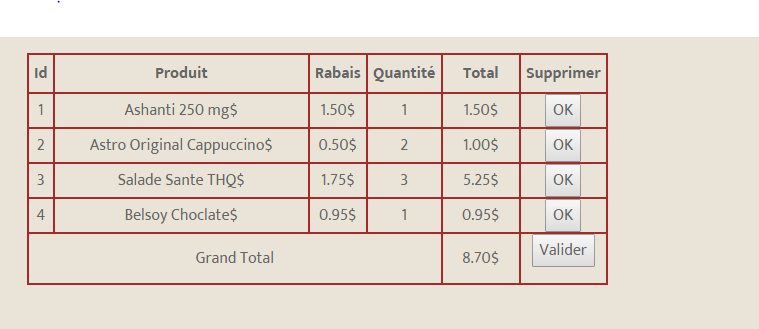 Id Produit Rabais Quantité Total Supprimer
1 Ashanti 250 mg$ 1.50$ 1 1.50$ OK
2 Astro Original Cappuccino$ 0.50$ 2 1.00$ OK
3 Salade Sante THQ$ 1.75$ 3 5.25$ OK
4 Belsoy Choclate$ 0.95$ 1 0.95$ OK
Grand Total 8.70$ Valider